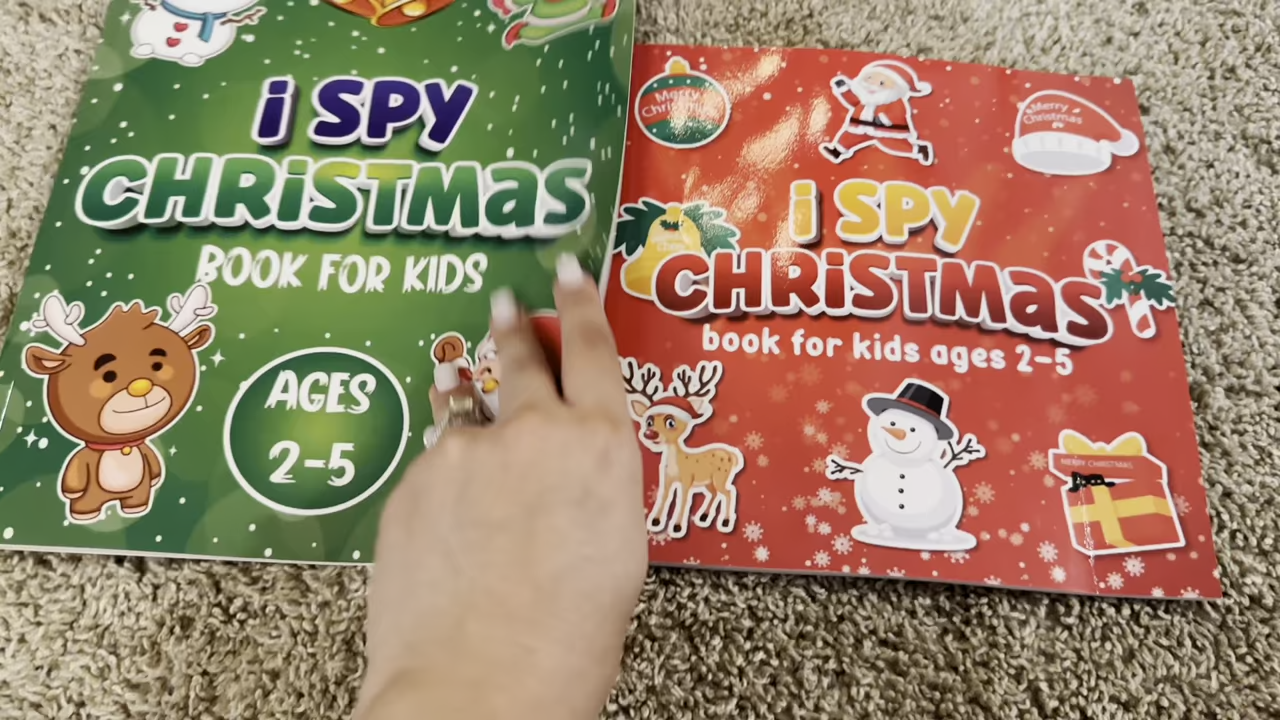 i SPY
CHRiSTMas
BOOK FOR KIDS
AGES
2-5
Merry
Christmas
Merry
Christmas
i SPY
CHRiSTMas
book for kids ages 2-5
MERRY CHRISTMAS